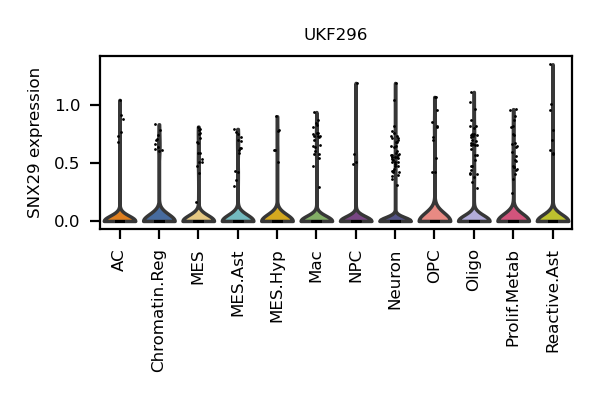 UKF296
SNX29 expression
1.0
0.5
0.0
AC
Chromatin.Reg
MES
MES.Ast
MES.Hyp
Mac
NPC
Neuron
OPC
Oligo
Prolif.Metab
Reactive.Ast